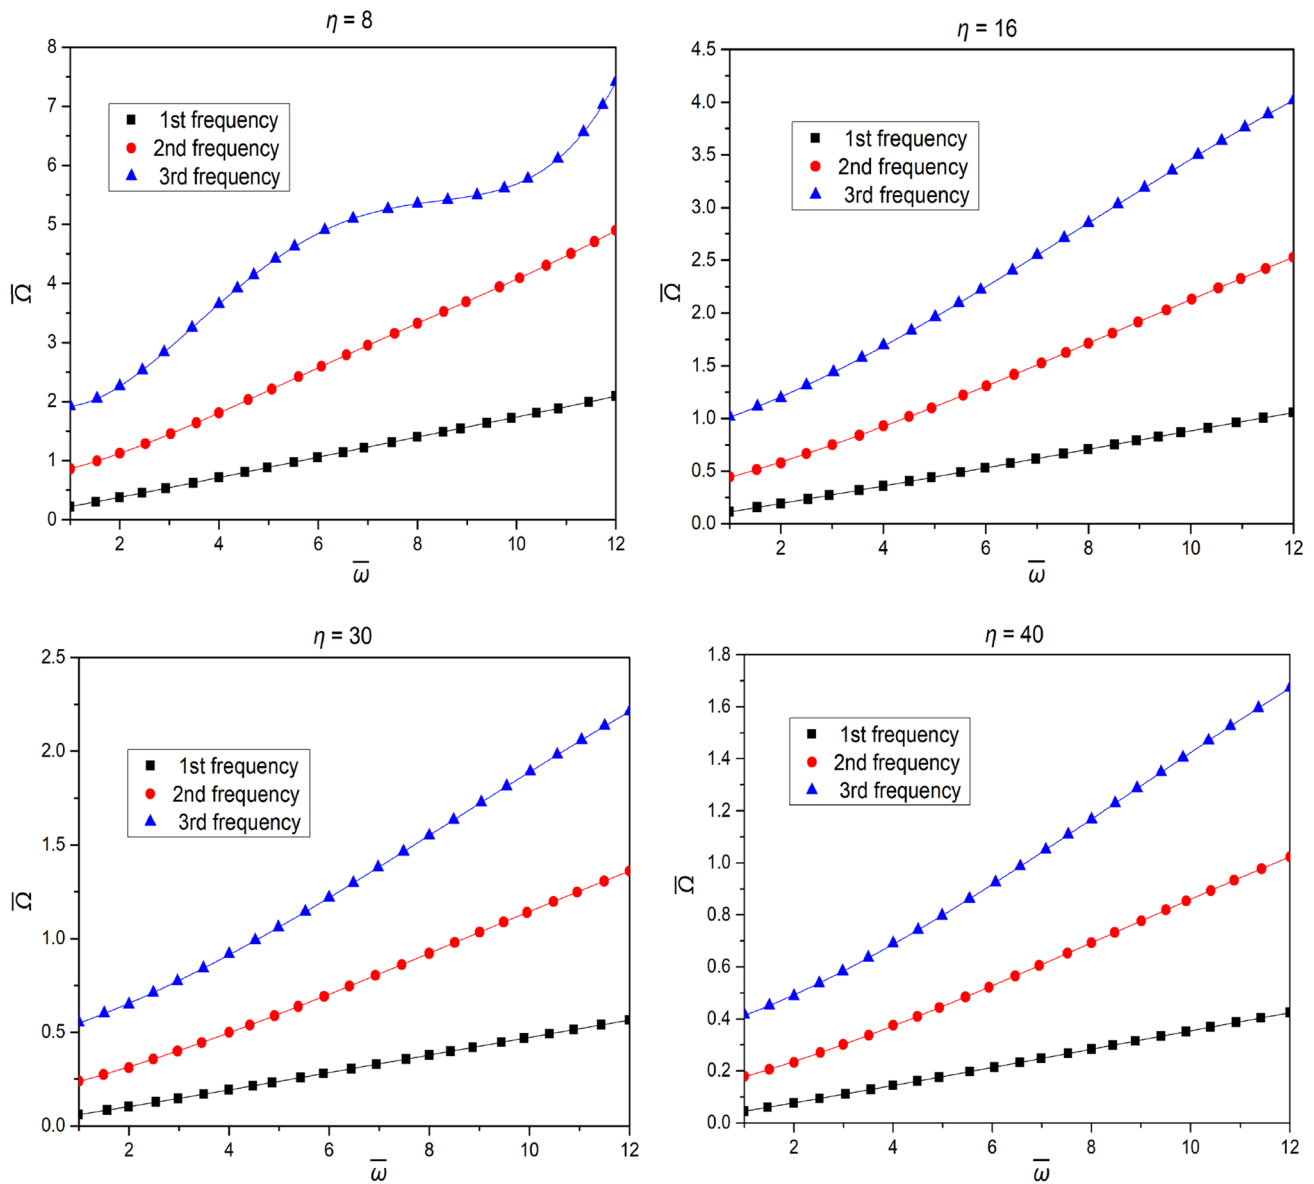 η = 8
8
7
6
5
4
3
2
1
0
Ω̅
1st frequency
2nd frequency
3rd frequency
2 4 6 8 10 12
ω̅
η = 16
4.5
4.0
3.5
3.0
2.5
2.0
1.5
1.0
0.5
0.0
Ω̅
1st frequency
2nd frequency
3rd frequency
2 4 6 8 10 12
ω̅
η = 30
2.5
2.0
1.5
1.0
0.5
0.0
Ω̅
1st frequency
2nd frequency
3rd frequency
2 4 6 8 10 12
ω̅
η = 40
1.8
1.6
1.4
1.2
1.0
0.8
0.6
0.4
0.2
0.0
Ω̅
1st frequency
2nd frequency
3rd frequency
2 4 6 8 10 12
ω̅